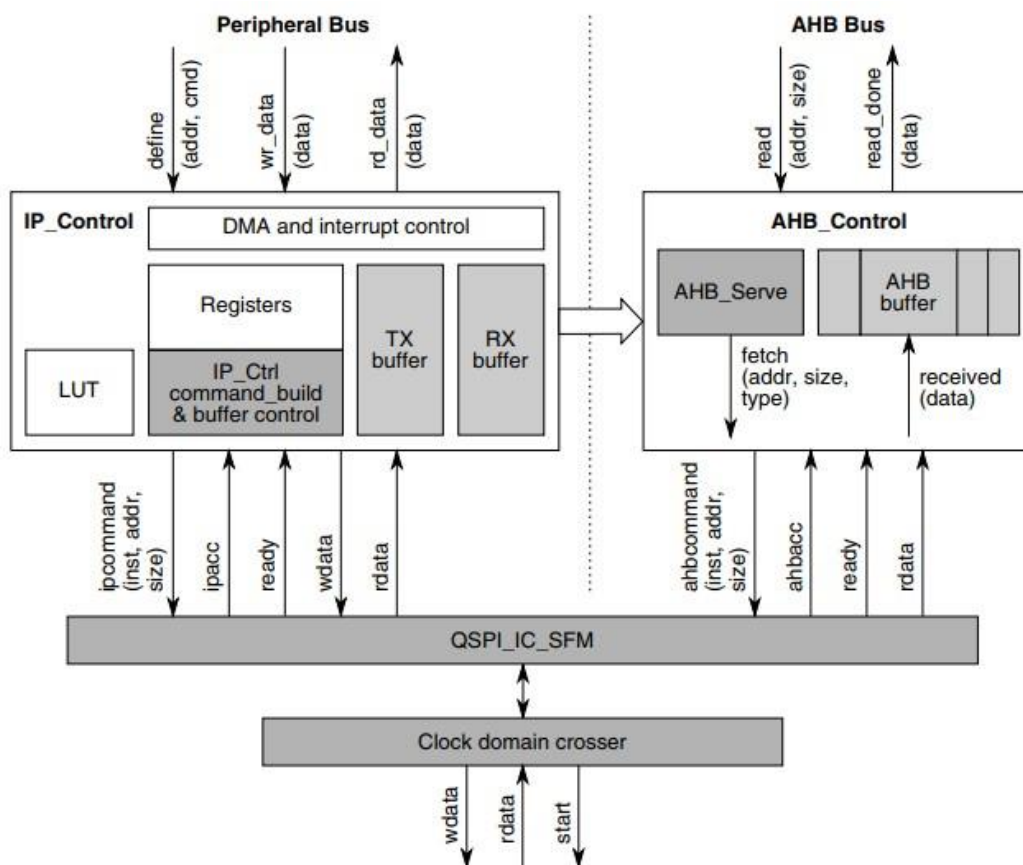 Peripheral Bus
AHB Bus
define
(addr, cmd)
wr_data
(data)
rd_data
(data)
read
(addr, size)
read_done
(data)
IP_Control
DMA and interrupt control
Registers
LUT
IP_Ctrl
command_build
& buffer control
TX
buffer
RX
buffer
AHB_Control
AHB_Serve
AHB
buffer
fetch
(addr, size,
type)
received
(data)
ipcommand
(inst, addr,
size)
ipacc
ready
wdata
rdata
ahbcommand
(inst, addr,
size)
ahbacc
ready
rdata
QSPI_IC_SFM
Clock domain crosser
wdata
rdata
start